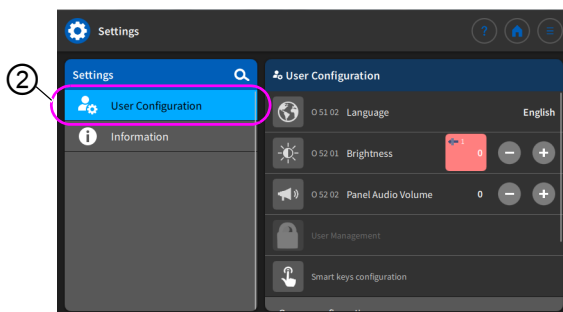 Settings
?
②
Settings
User Configuration
Information
User Configuration
O 51 02 Language English
O 52 01 Brightness 0
O 52 02 Panel Audio Volume 0
User Management
Smart keys configuration